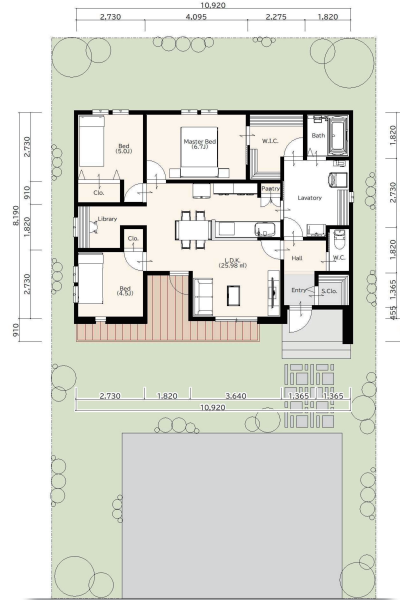 10.920
2.730 4.095 2.275 1.820
Bed
(5.0J)
Master Bed
(6.7J)
W.I.C.
Bath
Clo.
Pantry
Lavatory
Library
Clo.
L.D.K.
(25.98 ㎡)
Hall
W.C.
Bed
(4.5J)
Entry
S.Clo.
2.730
910
1.820
2.730
8.190
910
1.820
2.730
1.820
1.365
455
2.730 1.820 3.640 1.365 1.365
10.920